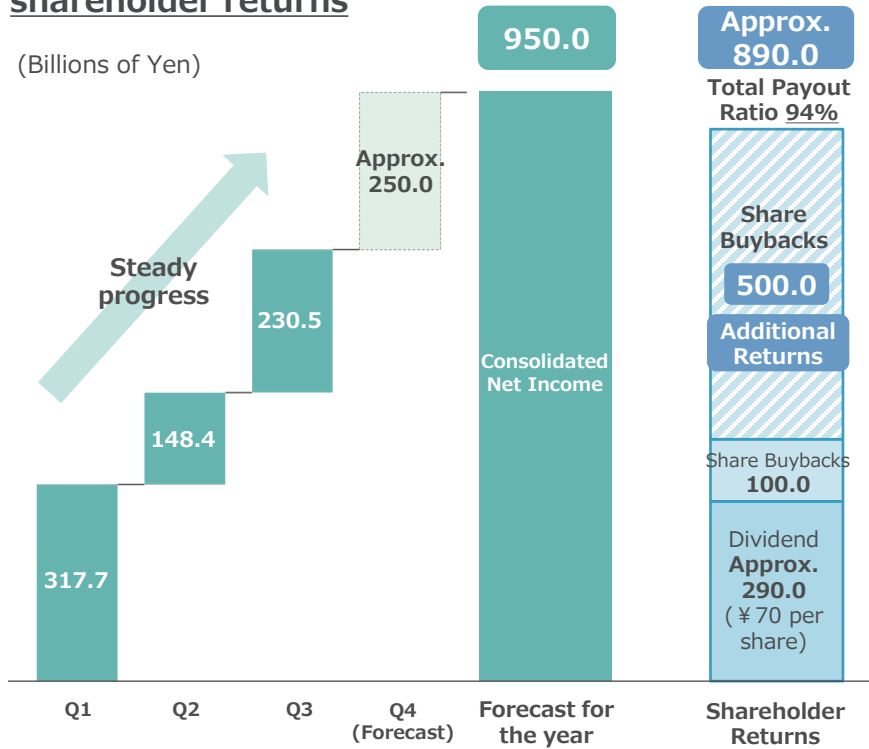 shareholder returns
(Billions of Yen)
950.0
Approx.
890.0
Total Payout
Ratio 94%
Approx.
250.0
Steady
progress
230.5
148.4
317.7
Consolidated
Net Income
Share
Buybacks
500.0
Additional
Returns
Share Buybacks
100.0
Dividend
Approx.
290.0
(¥70 per
share)
Q1
Q2
Q3
Q4
(Forecast)
Forecast for
the year
Shareholder
Returns